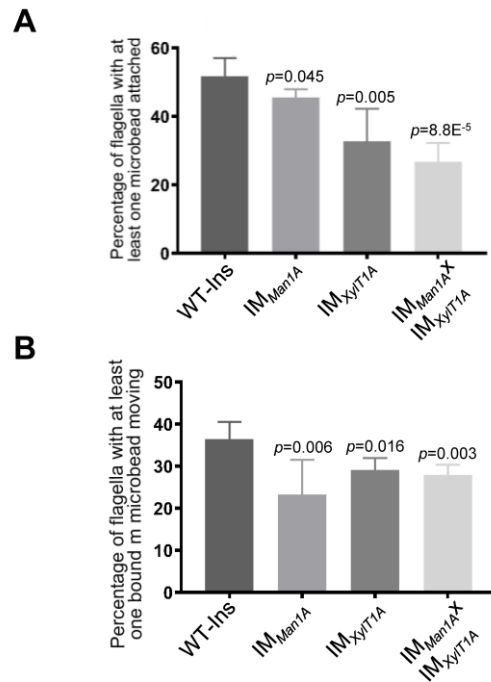 A
Percentage of flagella with at
least one microbead attached
60
40
20
0
p=0.045
p=0.005
p=8.8E-5
WT-Ins
IMMan1A
IMXylT1A
IMMan1Ax
IMXylT1A
B
Percentage of flagella with at least
one bound m microbead moving
50
40
30
20
10
0
p=0.006
p=0.016
p=0.003
WT-Ins
IMMan1A
IMXylT1A
IMMan1Ax
IMXylT1A